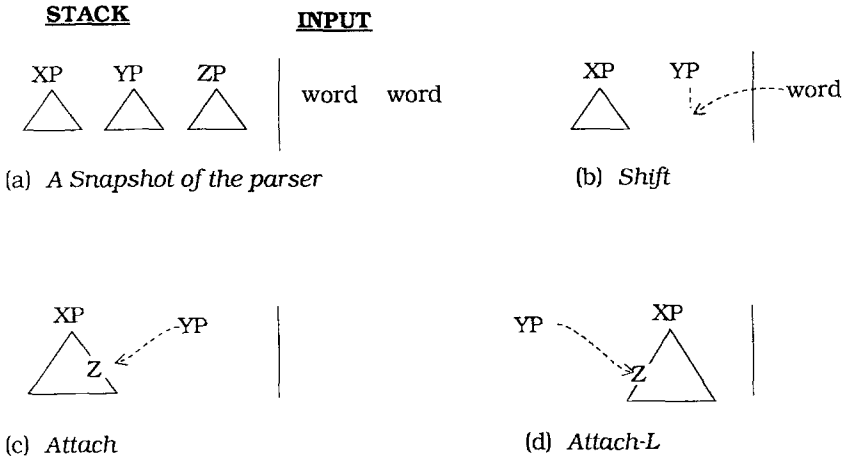 STACK INPUT
XP YP ZP XP YP
word word word
(a) A Snapshot of the parser (b) Shift
XP YP YP XP
Z Z
(c) Attach (d) Attach-L